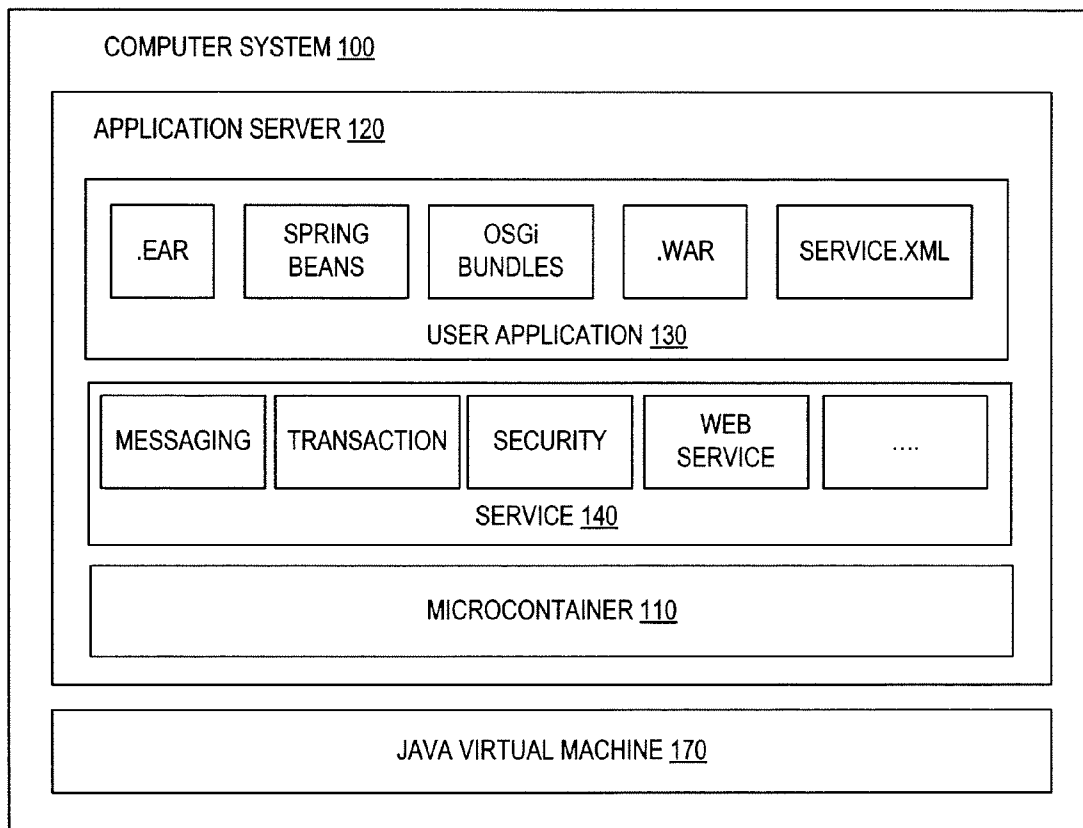 COMPUTER SYSTEM 100
APPLICATION SERVER 120
.EAR
SPRING
BEANS
OSGi
BUNDLES
.WAR
SERVICE.XML
USER APPLICATION 130
MESSAGING
TRANSACTION
SECURITY
WEB
SERVICE
....
SERVICE 140
MICROCONTAINER 110
JAVA VIRTUAL MACHINE 170